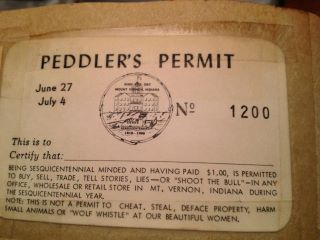 PEDDLER'S PERMIT
June 27
July 4
MOUNT VERNON, INDIANA
No 1200
This is to
Certify that:
BEING SESQUICENTENNIAL MINDED AND HAVING PAID $1.00, IS PERMITTED
TO BUY, SELL, TRADE, TELL STORIES, LIES—OR "SHOOT THE BULL"—IN ANY
OFFICE, WHOLESALE OR RETAIL STORE IN MT. VERNON, INDIANA DURING
THE SESQUICENTENNIAL YEAR.
NOTE: THIS IS NOT A PERMIT TO CHEAT, STEAL, DEFACE PROPERTY, HARM
SMALL ANIMALS OR "WOLF WHISTLE" AT OUR BEAUTIFUL WOMEN.